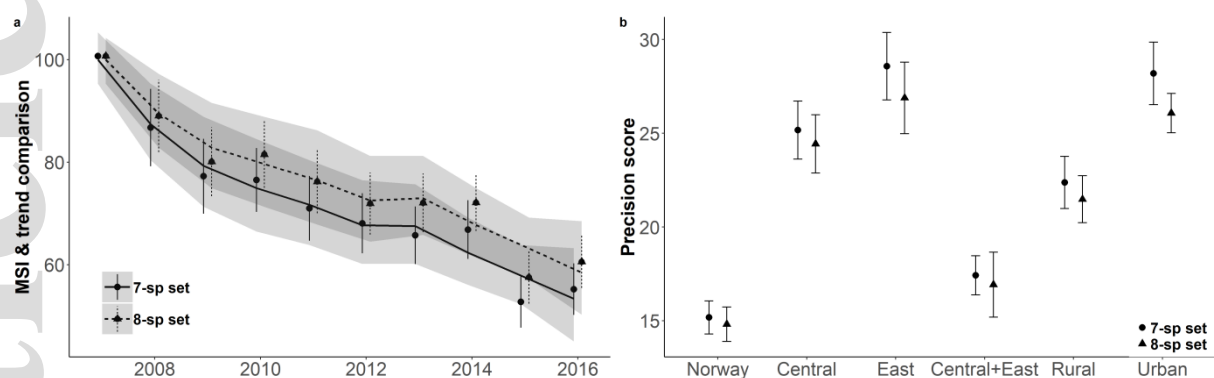 a
MSI & trend comparison
100
80
60
7-sp set
8-sp set
2008 2010 2012 2014 2016
b
Precision score
30
25
20
15
7-sp set
8-sp set
Norway Central East Central+East Rural Urban